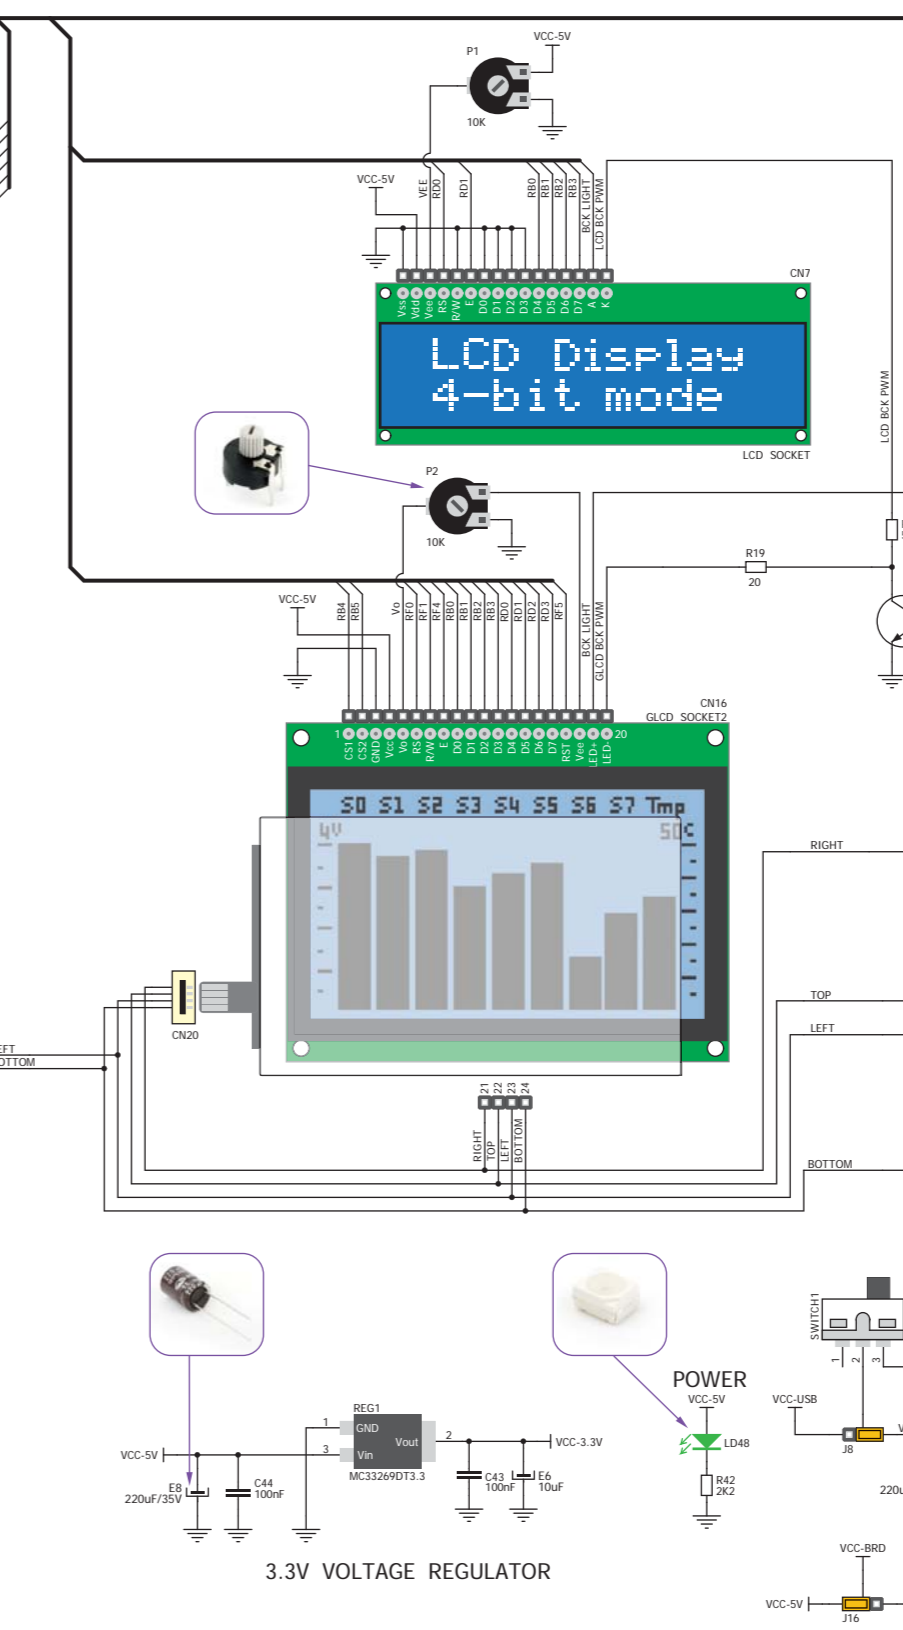 VCC-5V
P1
10K
VCC-5V
VEE
RD0
RD1
RB0
RB1
RB2
RB3
BCK LIGHT
LCD BCK PWM
CN7
Vss
Vdd
Vee
RS
R/W
E
D0
D1
D2
D3
D4
D5
D6
D7
A
K
LCD Display
4-bit mode
LCD SOCKET
LCD BCK PWM
P2
10K
R19
20
VCC-5V
RB4
RB5
Vo
RF0
RF1
RF4
RB0
RB1
RB2
RB3
RD0
RD1
RD2
RD3
RF5
BCK LIGHT
GLCD BCK PWM
CN16
GLCD SOCKET2
1
CS1
CS2
GND
Vcc
Vo
RS
R/W
E
D0
D1
D2
D3
D4
D5
D6
D7
RST
Vee
LED+
LED-
20
S0 S1 S2 S3 S4 S5 S6 S7 Tmp
4V
50C
RIGHT
TOP
LEFT
CN20
EFT
OTTOM
21
22
23
24
RIGHT
TOP
LEFT
BOTTOM
BOTTOM
SWITCH1
1
2
3
POWER
VCC-5V
LD48
R42
2K2
VCC-USB
J8
V
220u
REG1
1
GND
Vout
2
3
Vin
MC33269DT3.3
VCC-5V
VCC-3.3V
E8
220uF/35V
C44
100nF
C43
100nF
E6
10uF
3.3V VOLTAGE REGULATOR
VCC-BRD
VCC-5V
J16